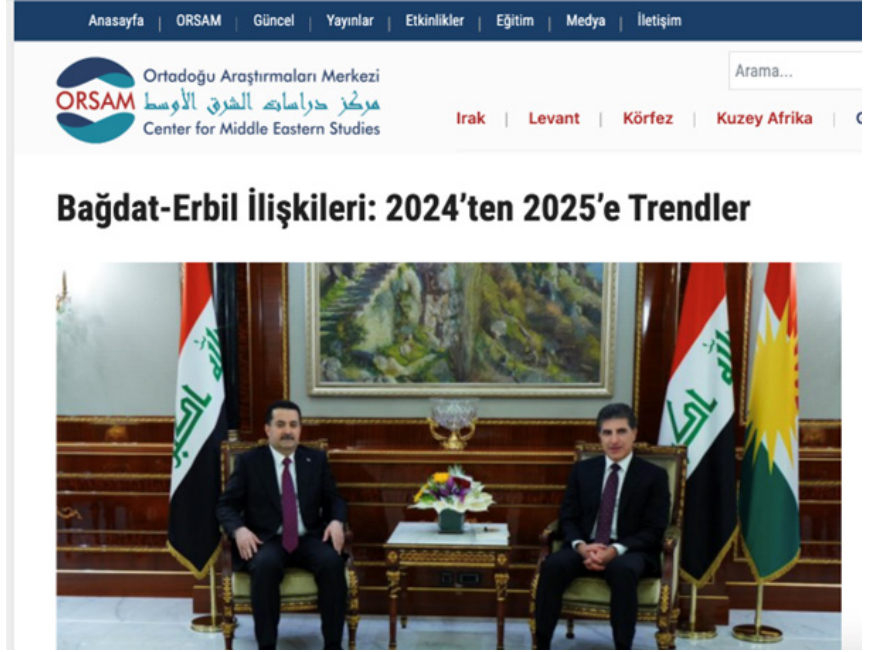 Anasayfa | ORSAM | Güncel | Yayınlar | Etkinlikler | Eğitim | Medya | İletişim
ORSAM
Ortadoğu Araştırmaları Merkezi
مركز دراسات الشرق الأوسط
Center for Middle Eastern Studies
Arama...
Irak | Levant | Körfez | Kuzey Afrika |
Bağdat-Erbil İlişkileri: 2024’ten 2025’e Trendler